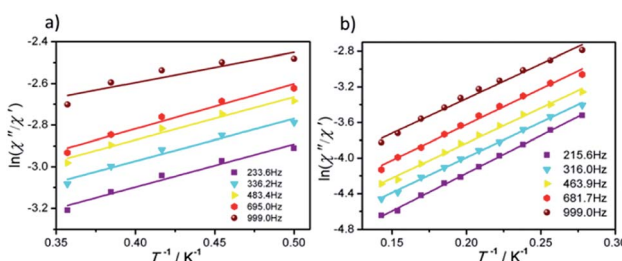 a)
ln(χ''/χ')
-2.4
-2.6
-2.8
-3.0
-3.2
233.6Hz
336.2Hz
483.4Hz
695.0Hz
999.0Hz
0.35 0.40 0.45 0.50
T⁻¹ / K⁻¹
b)
ln(χ''/χ')
-2.8
-3.2
-3.6
-4.0
-4.4
-4.8
215.6Hz
316.0Hz
463.9Hz
681.7Hz
999.0Hz
0.15 0.20 0.25 0.30
T⁻¹ / K⁻¹